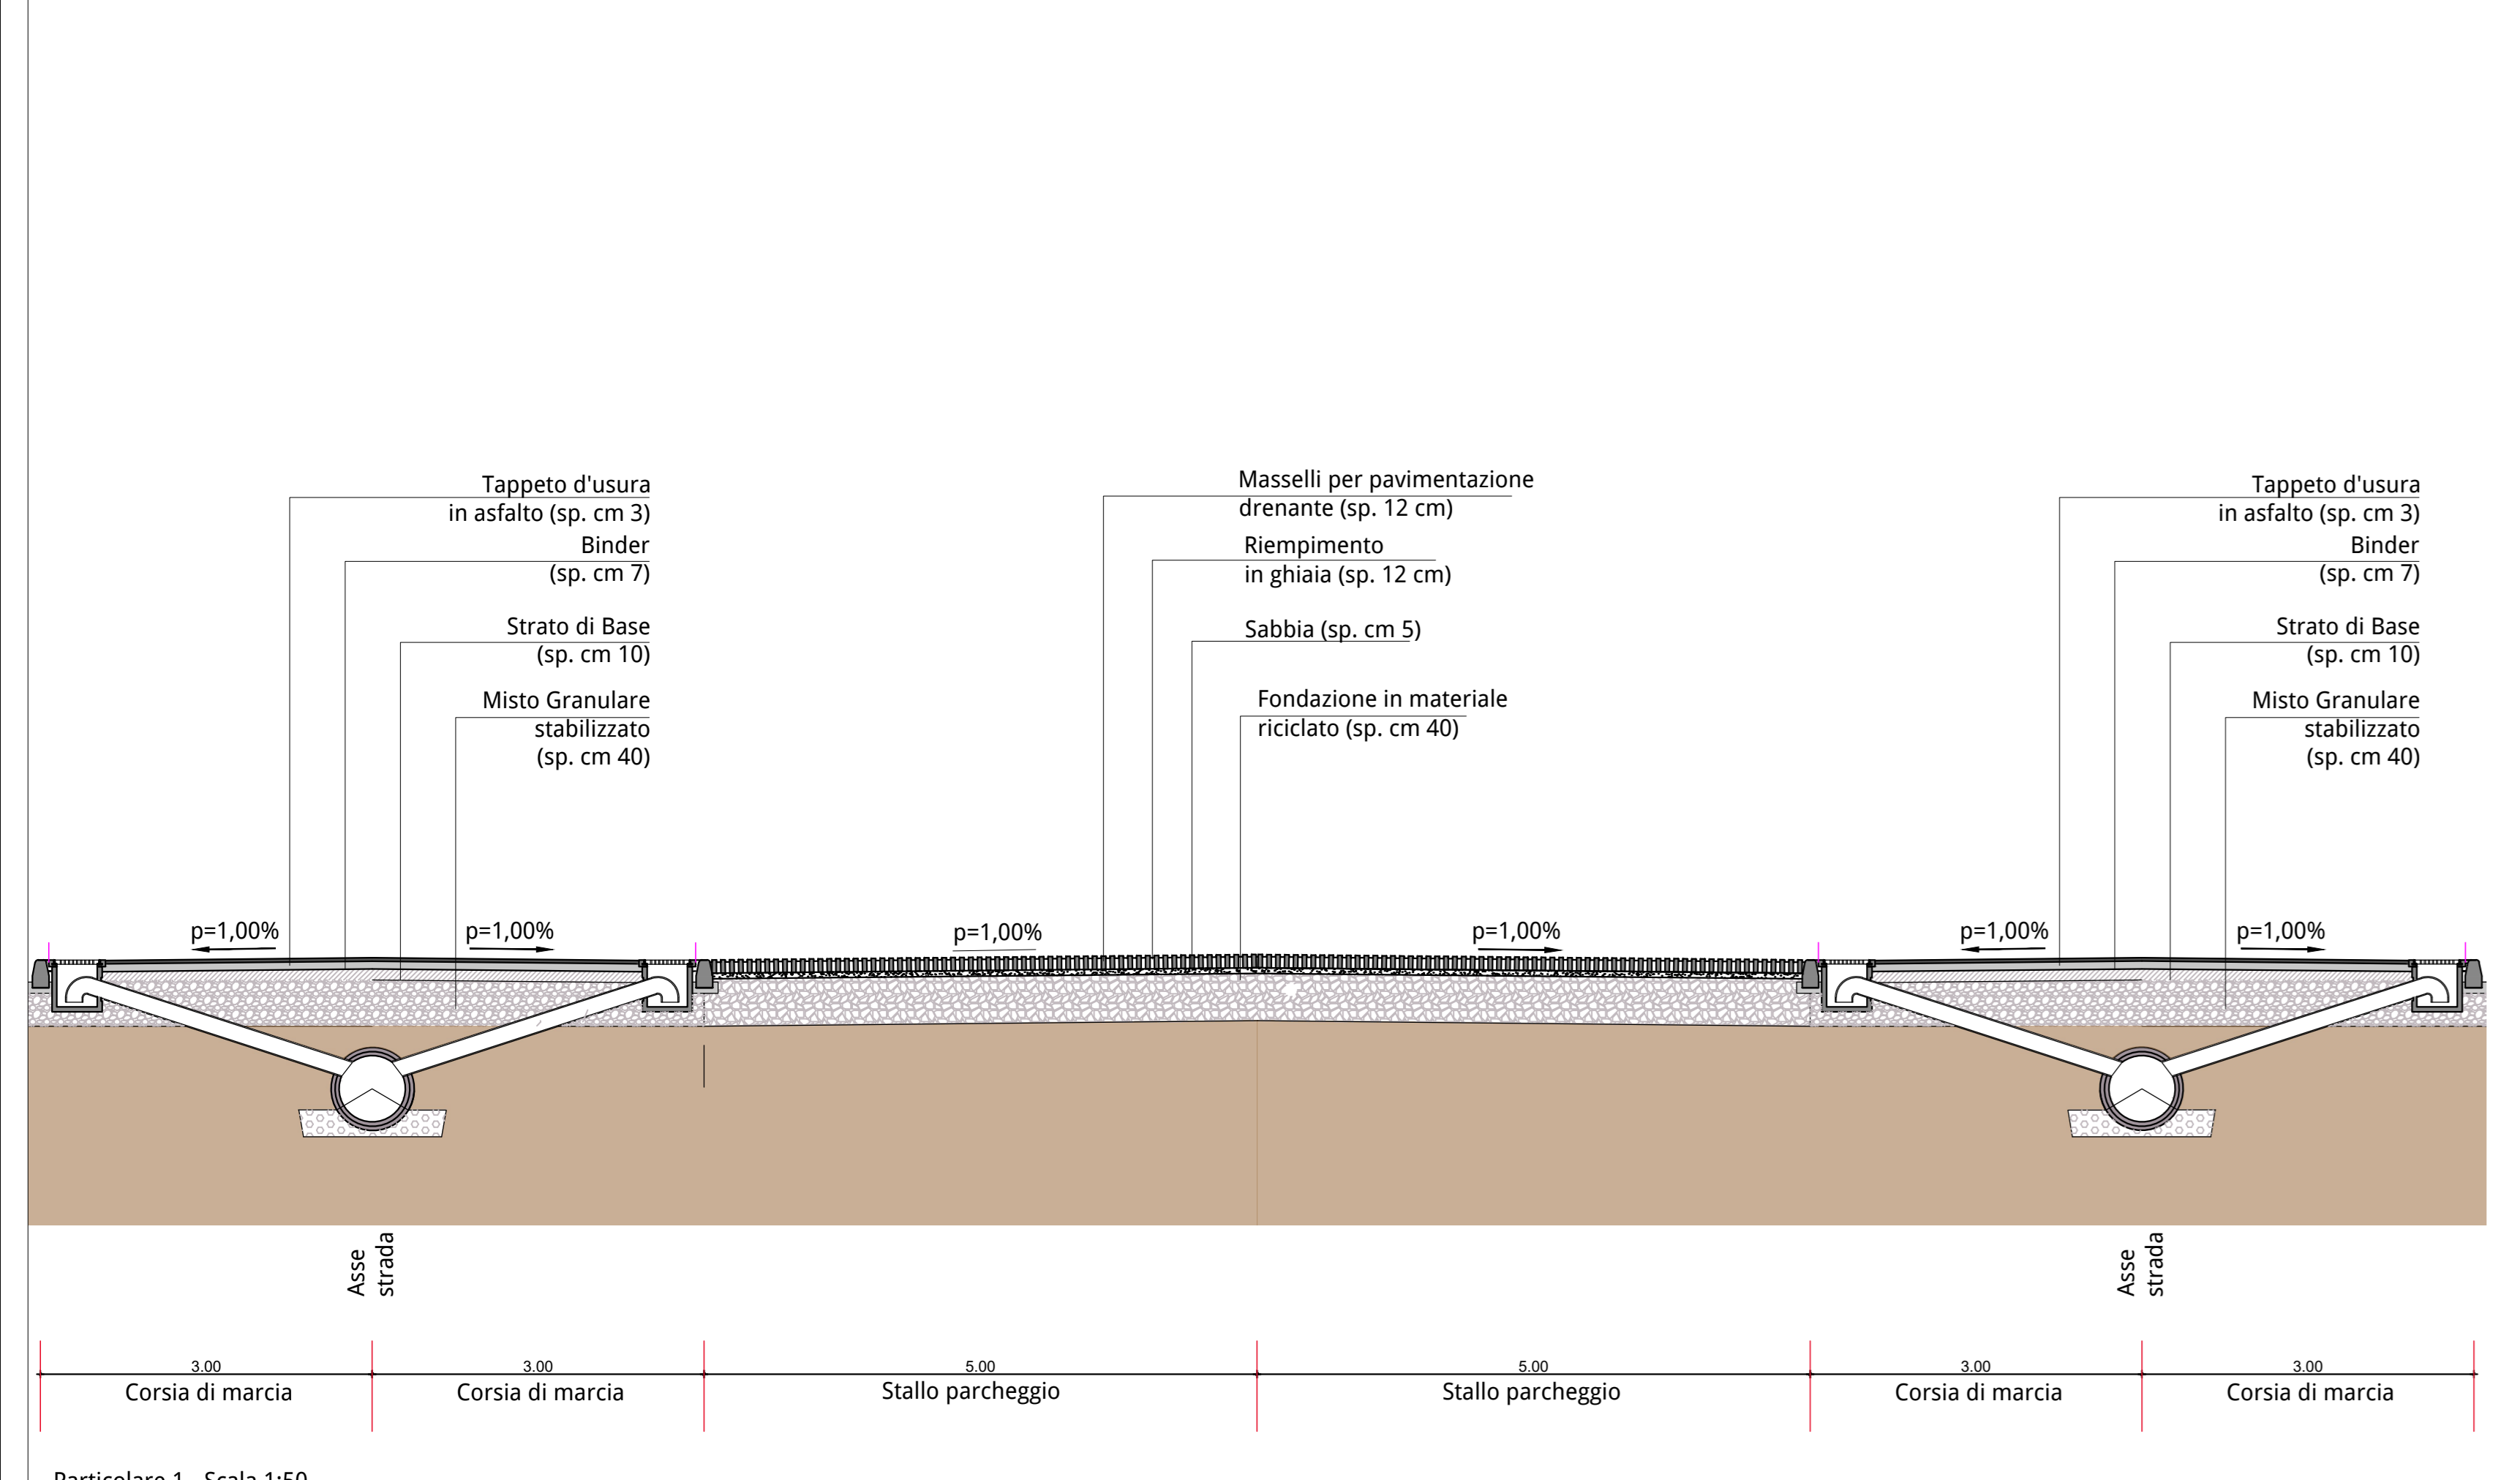 Tappeto d'usura
in asfalto (sp. cm 3)
Binder
(sp. cm 7)
Strato di Base
(sp. cm 10)
Misto Granulare
stabilizzato
(sp. cm 40)
Masselli per pavimentazione
drenante (sp. 12 cm)
Riempimento
in ghiaia (sp. 12 cm)
Sabbia (sp. cm 5)
Fondazione in materiale
riciclato (sp. cm 40)
Tappeto d'usura
in asfalto (sp. cm 3)
Binder
(sp. cm 7)
Strato di Base
(sp. cm 10)
Misto Granulare
stabilizzato
(sp. cm 40)
p=1,00%
p=1,00%
p=1,00%
p=1,00%
p=1,00%
p=1,00%
Asse
strada
Asse
strada
3.00
3.00
5.00
5.00
3.00
3.00
Corsia di marcia
Corsia di marcia
Stallo parcheggio
Stallo parcheggio
Corsia di marcia
Corsia di marcia
Particolare 1 - Scala 1:50